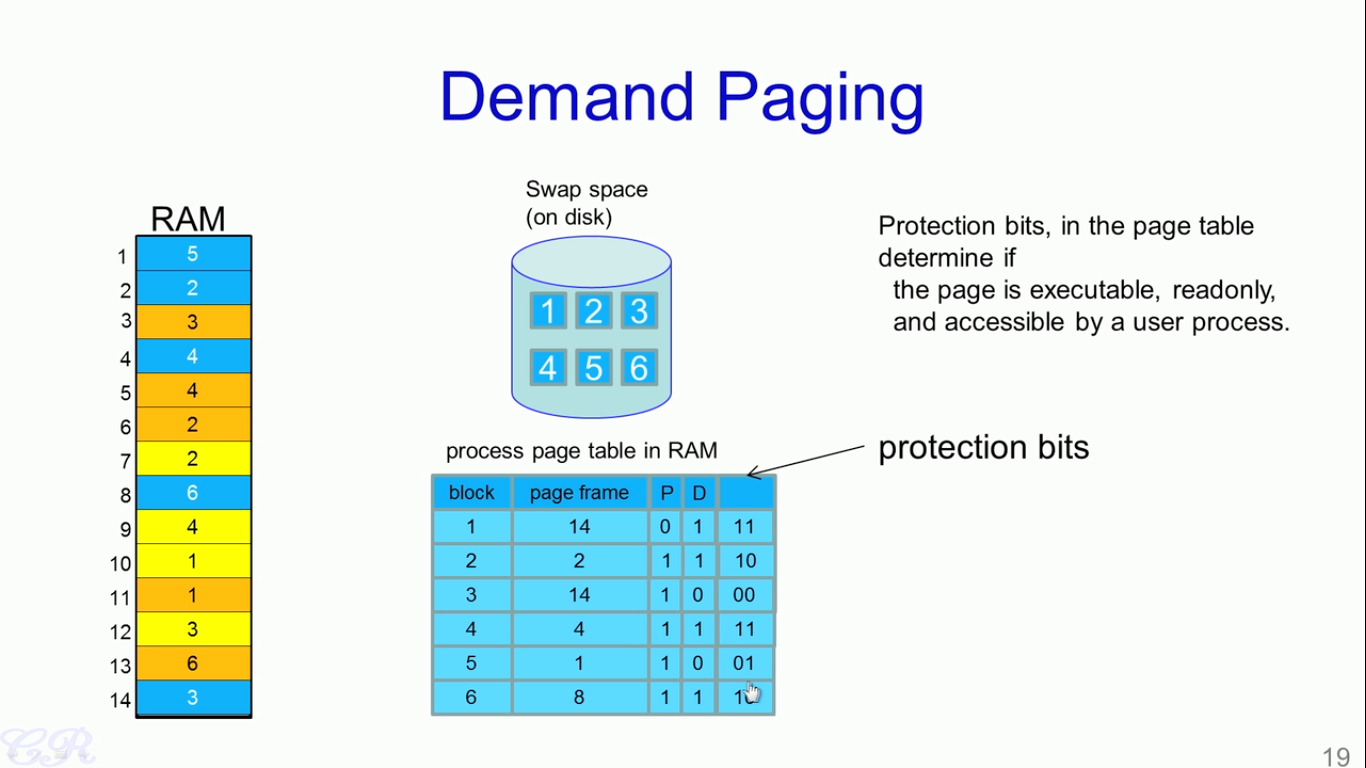 Demand Paging
RAM
1 5
2 2
3 3
4 4
5 4
6 2
7 2
8 6
9 4
10 1
11 1
12 3
13 6
14 3
Swap space
(on disk)
1 2 3
4 5 6
process page table in RAM
block page frame P D
1 14 0 1 11
2 2 1 1 10
3 14 1 0 00
4 4 1 1 11
5 1 1 0 01
6 8 1 1
Protection bits, in the page table
determine if
the page is executable, readonly,
and accessible by a user process.
protection bits
CR
19